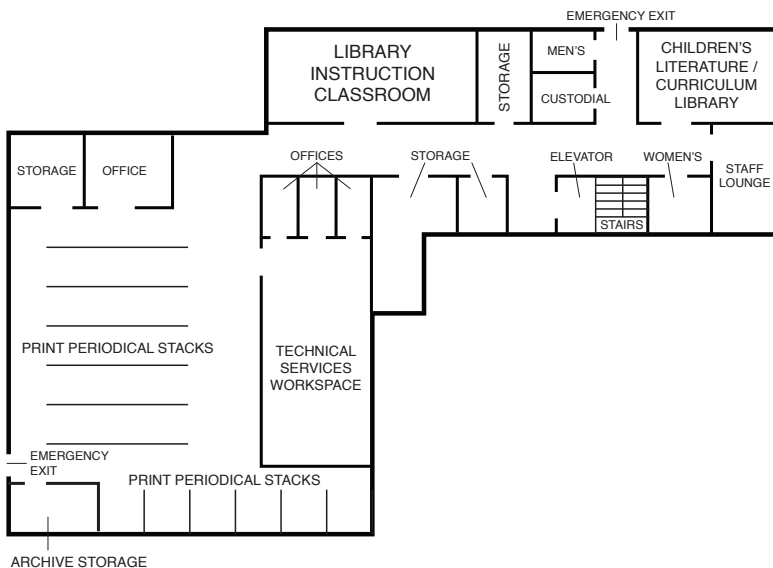 EMERGENCY EXIT
LIBRARY
INSTRUCTION
CLASSROOM
STORAGE
MEN'S
CUSTODIAL
CHILDREN'S
LITERATURE /
CURRICULUM
LIBRARY
STORAGE
OFFICE
OFFICES
STORAGE
ELEVATOR
WOMEN'S
STAFF
LOUNGE
STAIRS
PRINT PERIODICAL STACKS
TECHNICAL
SERVICES
WORKSPACE
EMERGENCY
EXIT
PRINT PERIODICAL STACKS
ARCHIVE STORAGE